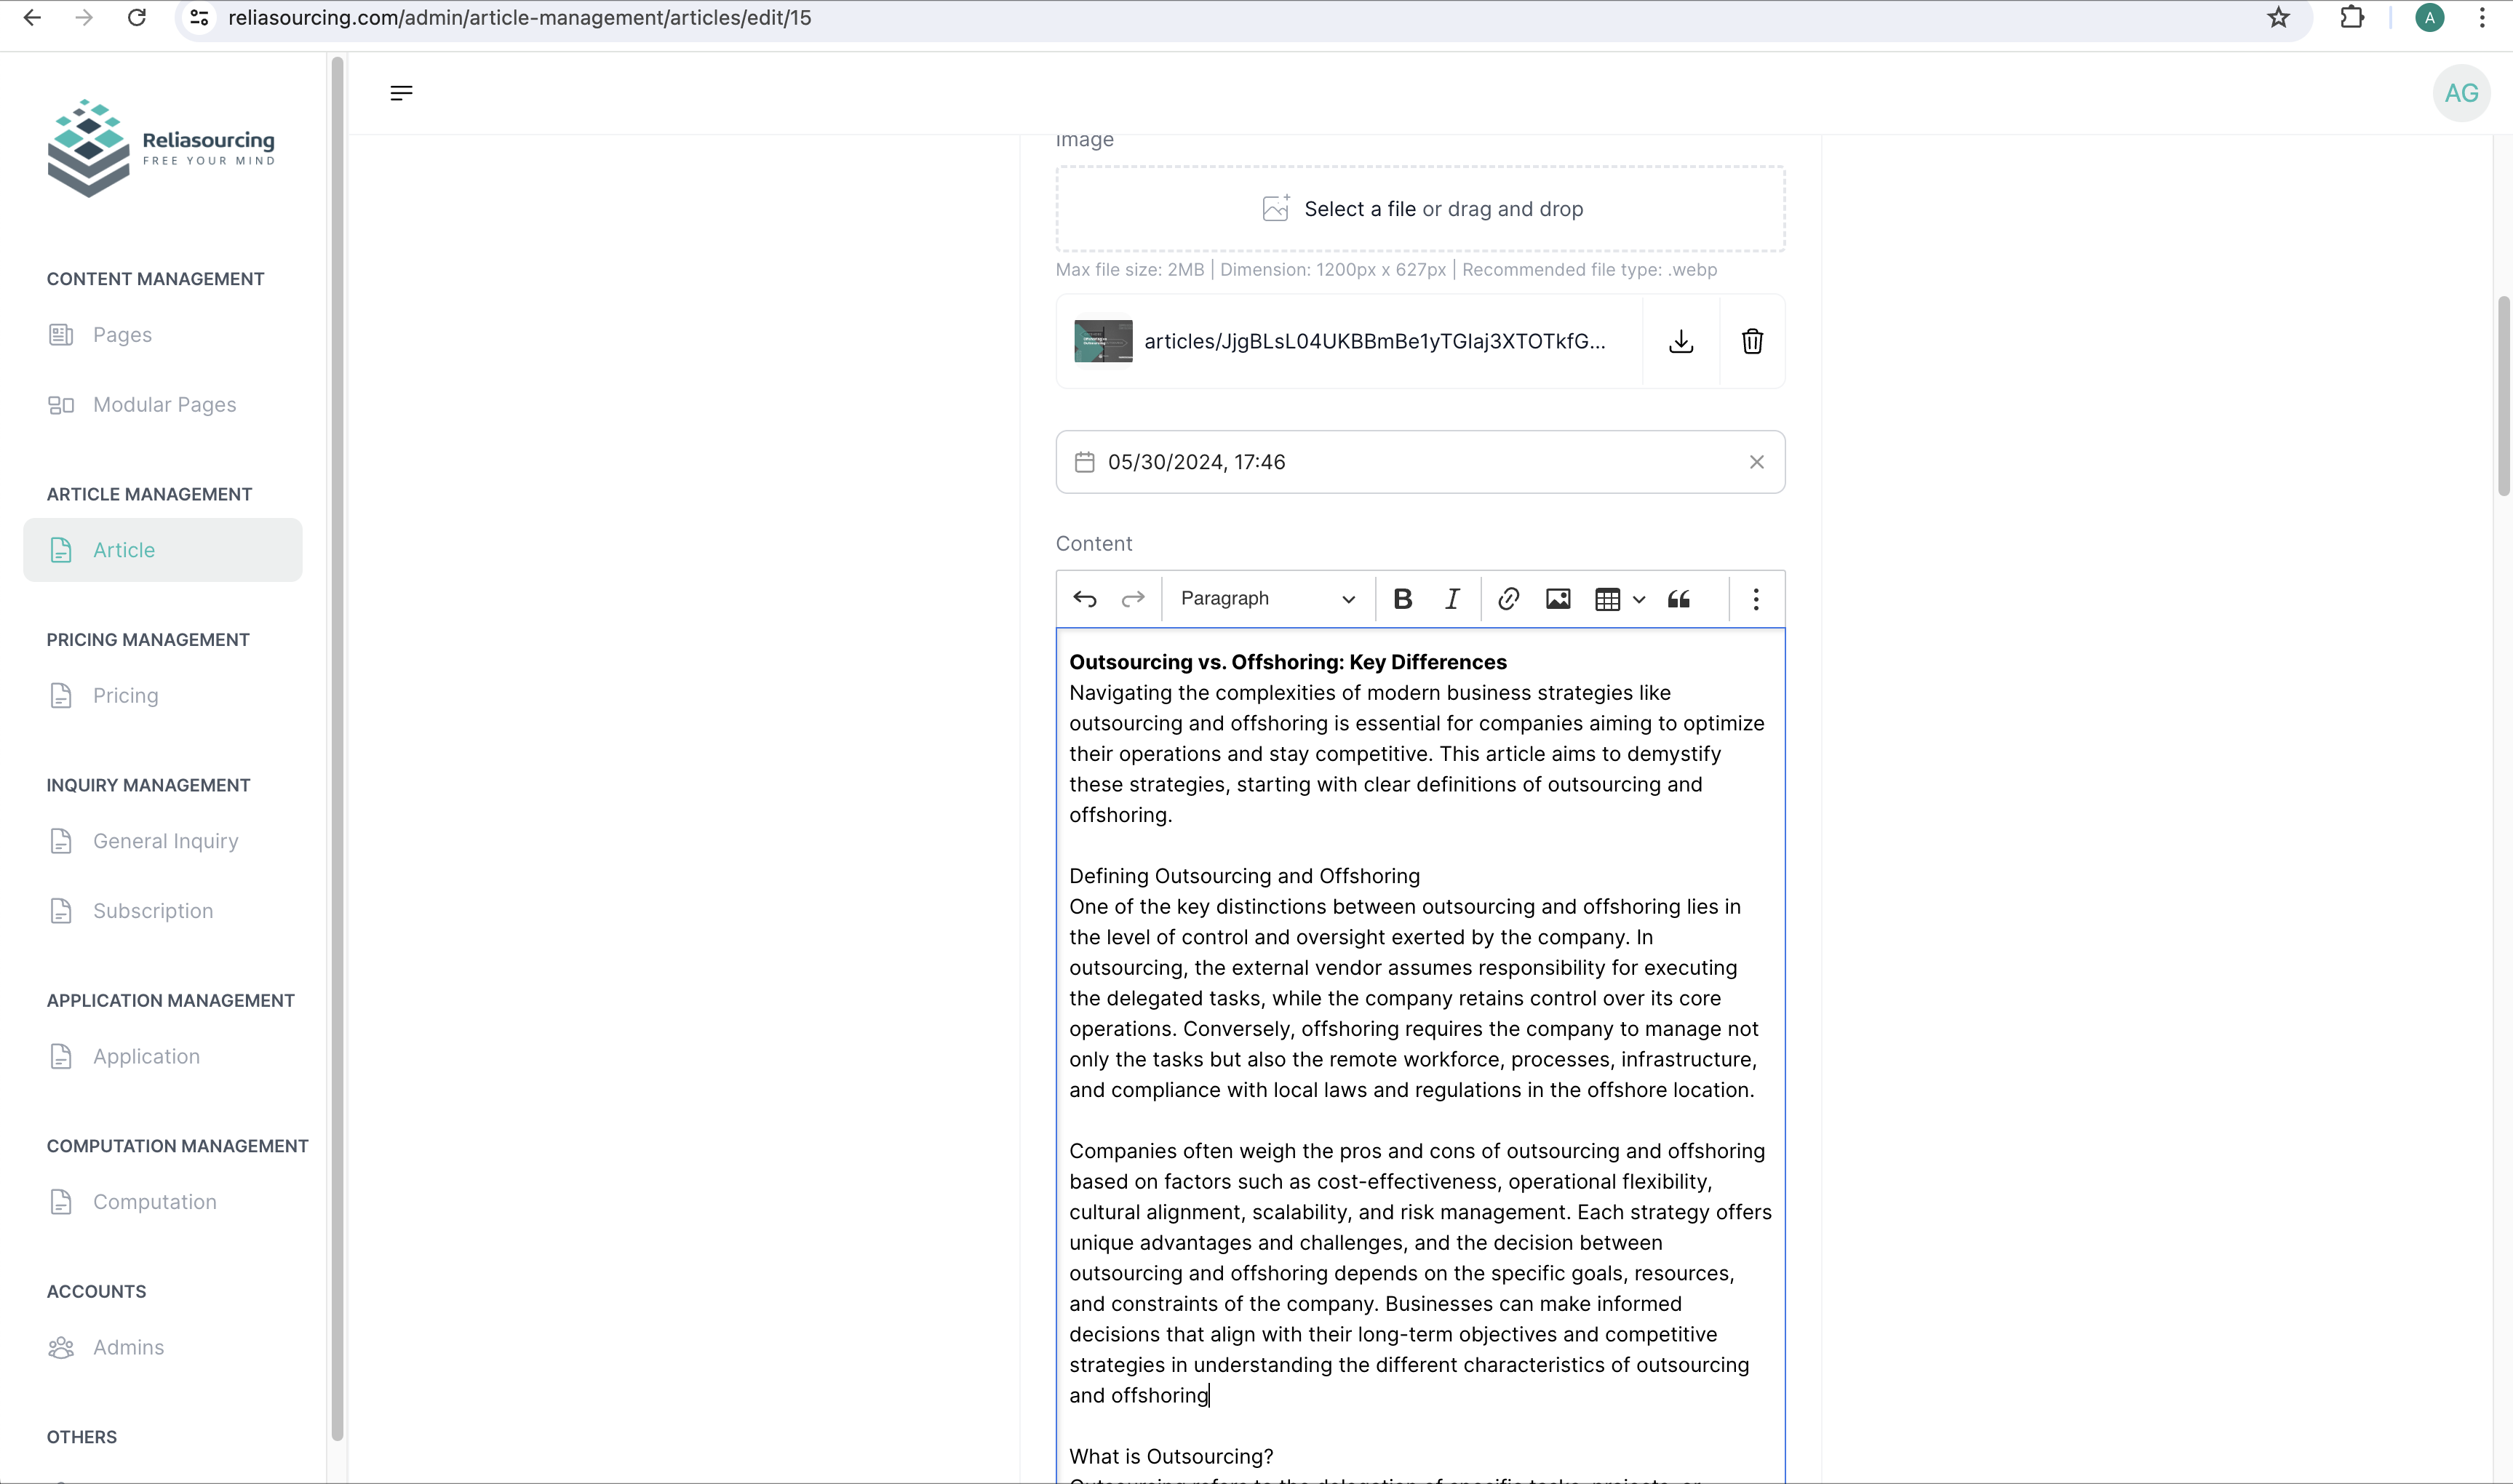 reliasourcing.com/admin/article-management/articles/edit/15
A
Reliasourcing
FREE YOUR MIND
AG
CONTENT MANAGEMENT
Pages
Modular Pages
ARTICLE MANAGEMENT
Article
PRICING MANAGEMENT
Pricing
INQUIRY MANAGEMENT
General Inquiry
Subscription
APPLICATION MANAGEMENT
Application
COMPUTATION MANAGEMENT
Computation
ACCOUNTS
Admins
OTHERS
Image
Select a file or drag and drop
Max file size: 2MB | Dimension: 1200px x 627px | Recommended file type: .webp
articles/JjgBLsL04UKBBmBe1yTGlaj3XTOTkfG...
05/30/2024, 17:46
Content
Paragraph
B I
Outsourcing vs. Offshoring: Key Differences
Navigating the complexities of modern business strategies like
outsourcing and offshoring is essential for companies aiming to optimize
their operations and stay competitive. This article aims to demystify
these strategies, starting with clear definitions of outsourcing and
offshoring.
Defining Outsourcing and Offshoring
One of the key distinctions between outsourcing and offshoring lies in
the level of control and oversight exerted by the company. In
outsourcing, the external vendor assumes responsibility for executing
the delegated tasks, while the company retains control over its core
operations. Conversely, offshoring requires the company to manage not
only the tasks but also the remote workforce, processes, infrastructure,
and compliance with local laws and regulations in the offshore location.
Companies often weigh the pros and cons of outsourcing and offshoring
based on factors such as cost-effectiveness, operational flexibility,
cultural alignment, scalability, and risk management. Each strategy offers
unique advantages and challenges, and the decision between
outsourcing and offshoring depends on the specific goals, resources,
and constraints of the company. Businesses can make informed
decisions that align with their long-term objectives and competitive
strategies in understanding the different characteristics of outsourcing
and offshoring
What is Outsourcing?